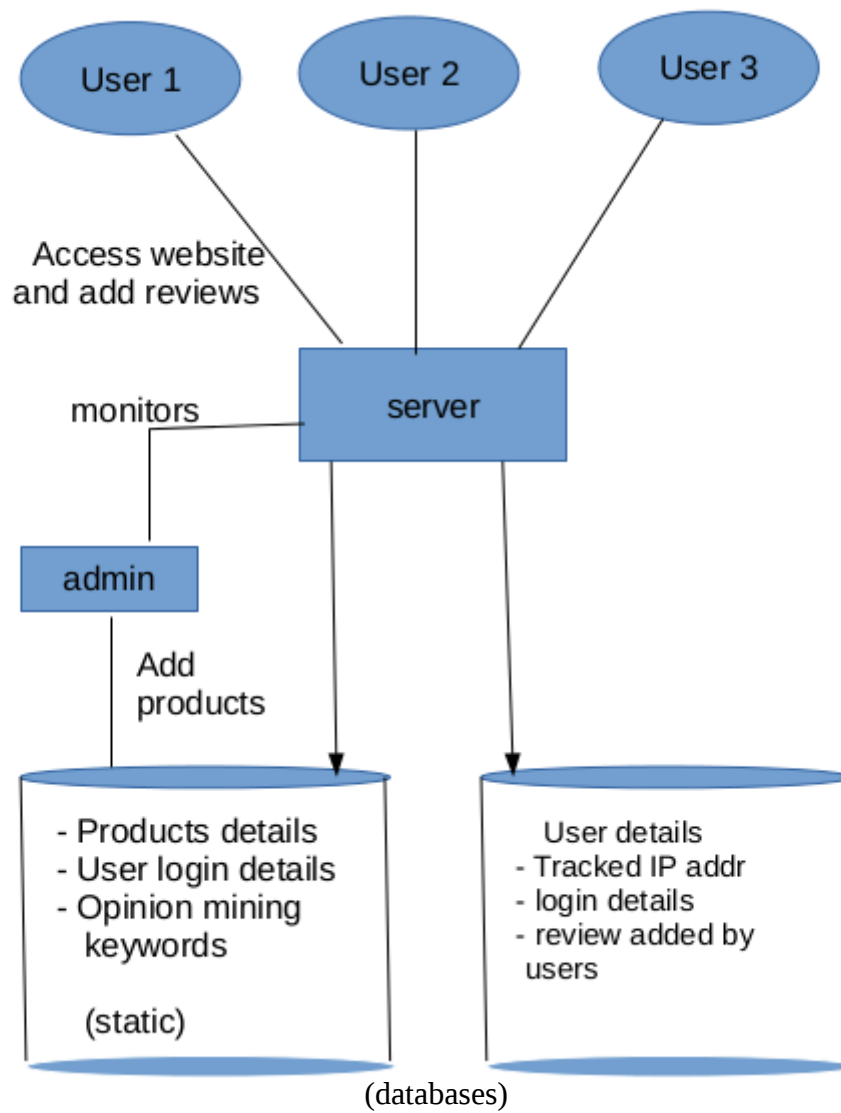 User 1
User 2
User 3
Access website
and add reviews
server
monitors
admin
Add
products
- Products details
- User login details
- Opinion mining
keywords
(static)
User details
- Tracked IP addr
- login details
- review added by
users
(databases)